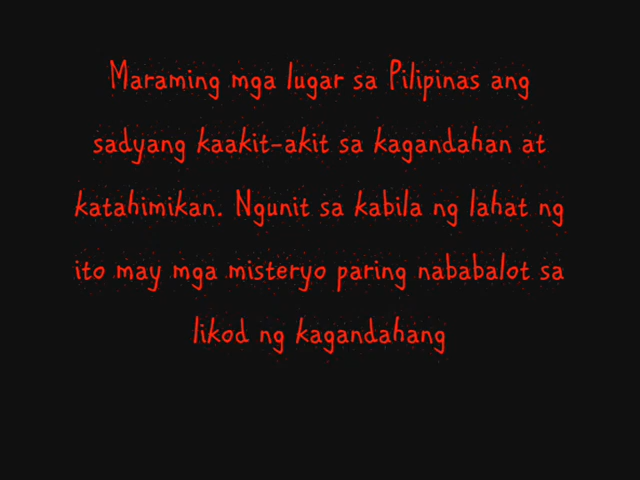 Maraming mga lugar sa Pilipinas ang
sadyang kaakit-akit sa kagandahan at
katahimikan. Ngunit sa kabila ng lahat ng
ito may mga misteryo paring nababalot sa
likod ng kagandahang